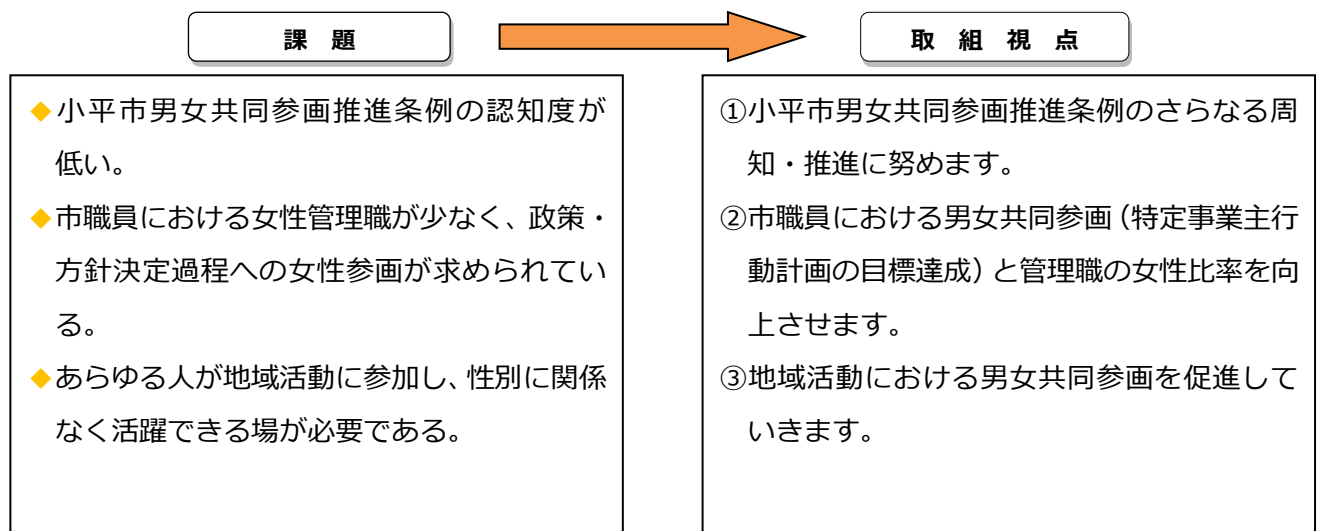 課　題
◆小平市男女共同参画推進条例の認知度が
低い。
◆市職員における女性管理職が少なく、政策・
方針決定過程への女性参画が求められてい
る。
◆あらゆる人が地域活動に参加し、性別に関係
なく活躍できる場が必要である。
取　組　視　点
①小平市男女共同参画推進条例のさらなる周
知・推進に努めます。
②市職員における男女共同参画（特定事業主行
動計画の目標達成）と管理職の女性比率を向
上させます。
③地域活動における男女共同参画を促進して
いきます。